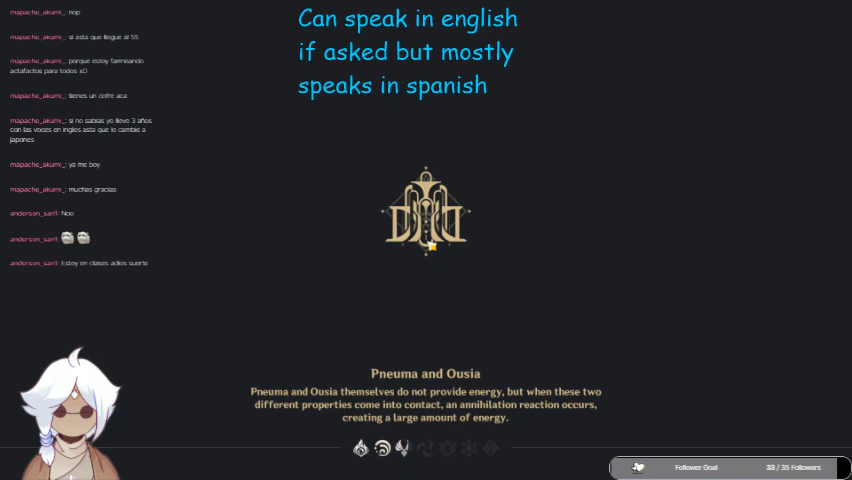 Can speak in english
if asked but mostly
speaks in spanish
mapache_akumi_: nop
mapache_akumi_: si asta que llegue al 55
mapache_akumi_: porque estoy farmeando
actafactos para todos xD
mapache_akumi_: tienes un cofre aca
mapache_akumi_: si no sabias yo llevo 3 años
con las voces en ingles asta que lo cambie a
japones
mapache_akumi_: ya me boy
mapache_akumi_: muchas gracias
anderson_san1: Noo
anderson_san1:
anderson_san1: Estoy en clases adios suerte
Pneuma and Ousia
Pneuma and Ousia themselves do not provide energy, but when these two
different properties come into contact, an annihilation reaction occurs,
creating a large amount of energy.
Follower Goal
33 / 35 Followers